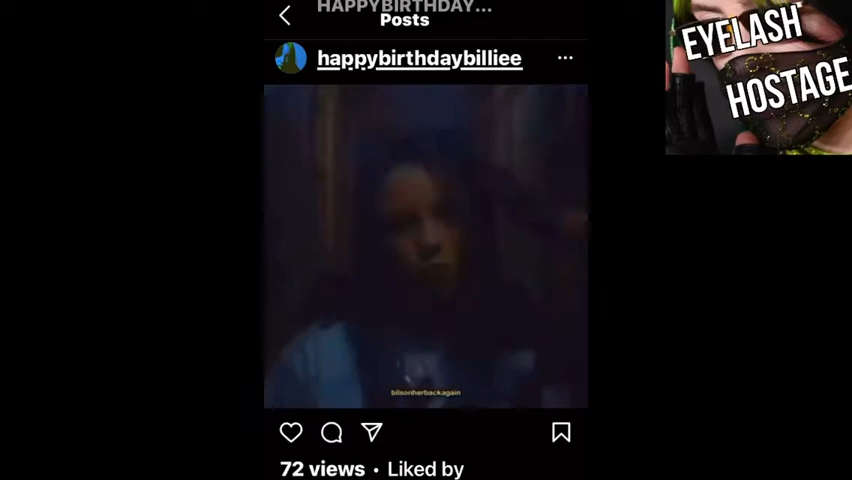 HAPPYBIRTHDAY...
Posts
happybirthdaybilliee
EYELASH
HOSTAGE
bilsonherbackagain
72 views • Liked by